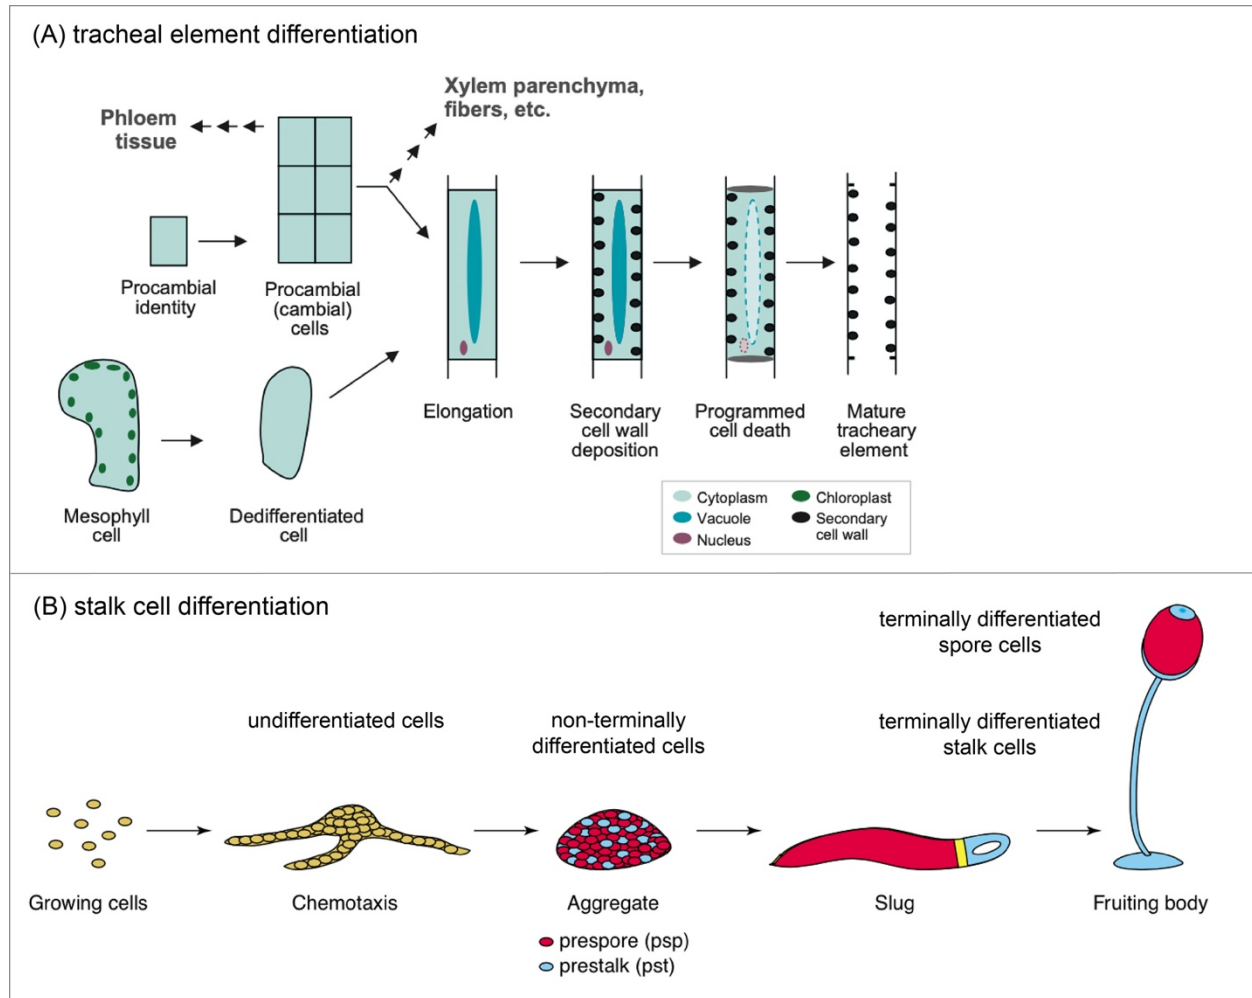 (A) tracheal element differentiation
Phloem
tissue
Xylem parenchyma,
fibers, etc.
Procambial
identity
Procambial
(cambial)
cells
Mesophyll
cell
Dedifferentiated
cell
Elongation
Secondary
cell wall
deposition
Programmed
cell death
Mature
tracheary
element
Cytoplasm
Vacuole
Nucleus
Chloroplast
Secondary
cell wall
(B) stalk cell differentiation
undifferentiated cells
non-terminally
differentiated cells
terminally differentiated
spore cells
terminally differentiated
stalk cells
Growing cells
Chemotaxis
Aggregate
Slug
Fruiting body
prespore (psp)
prestalk (pst)